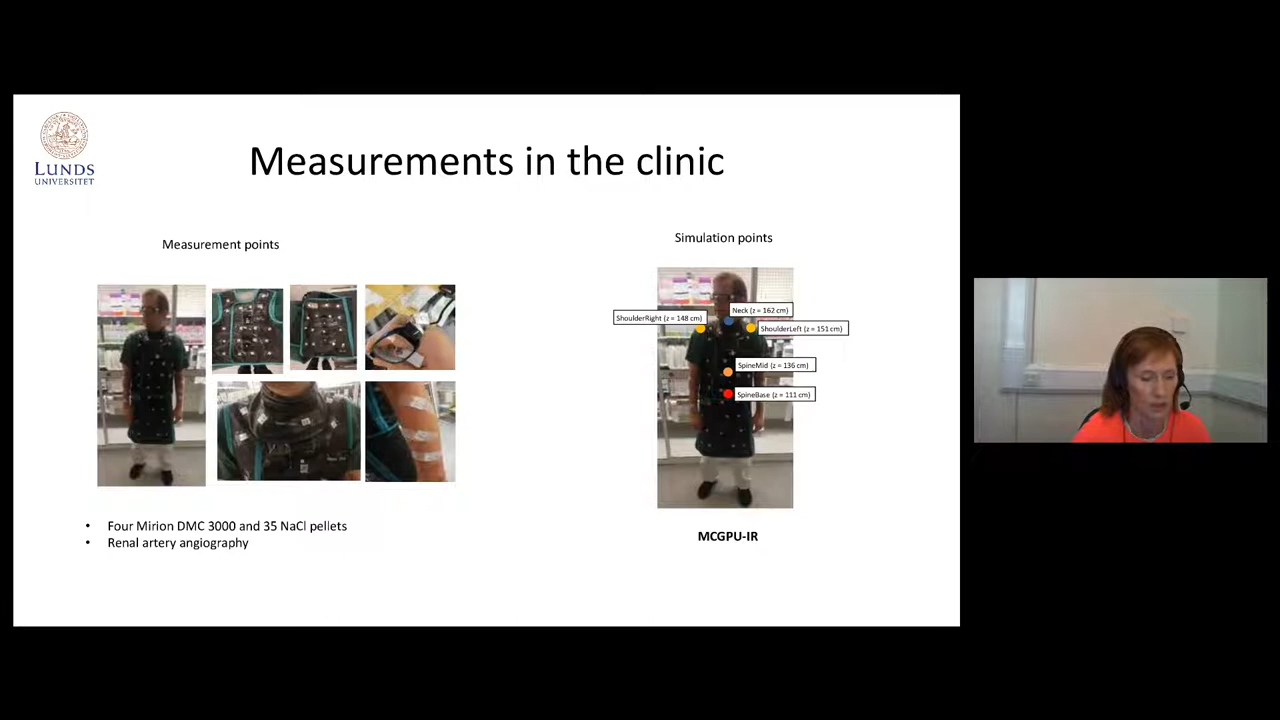 LUNDS
UNIVERSITET
Measurements in the clinic
Measurement points
Simulation points
Neck (z = 162 cm)
ShoulderRight (z = 148 cm)
ShoulderLeft (z = 151 cm)
SpineMid (z = 136 cm)
SpineBase (z = 111 cm)
• Four Mirion DMC 3000 and 35 NaCl pellets
• Renal artery angiography
MCGPU-IR